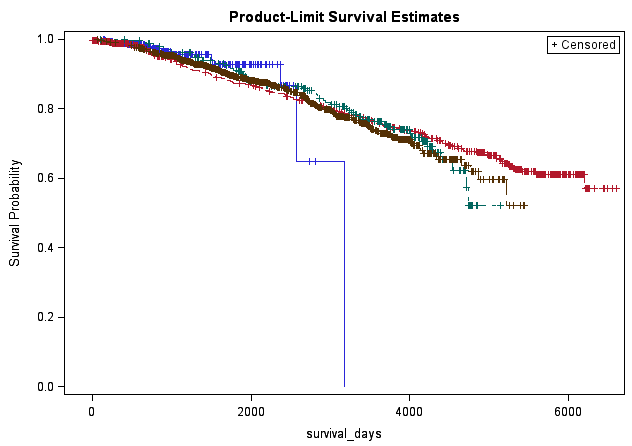 Product-Limit Survival Estimates
+ Censored
1.0
0.8
0.6
0.4
0.2
0.0
Survival Probability
0 2000 4000 6000
survival_days